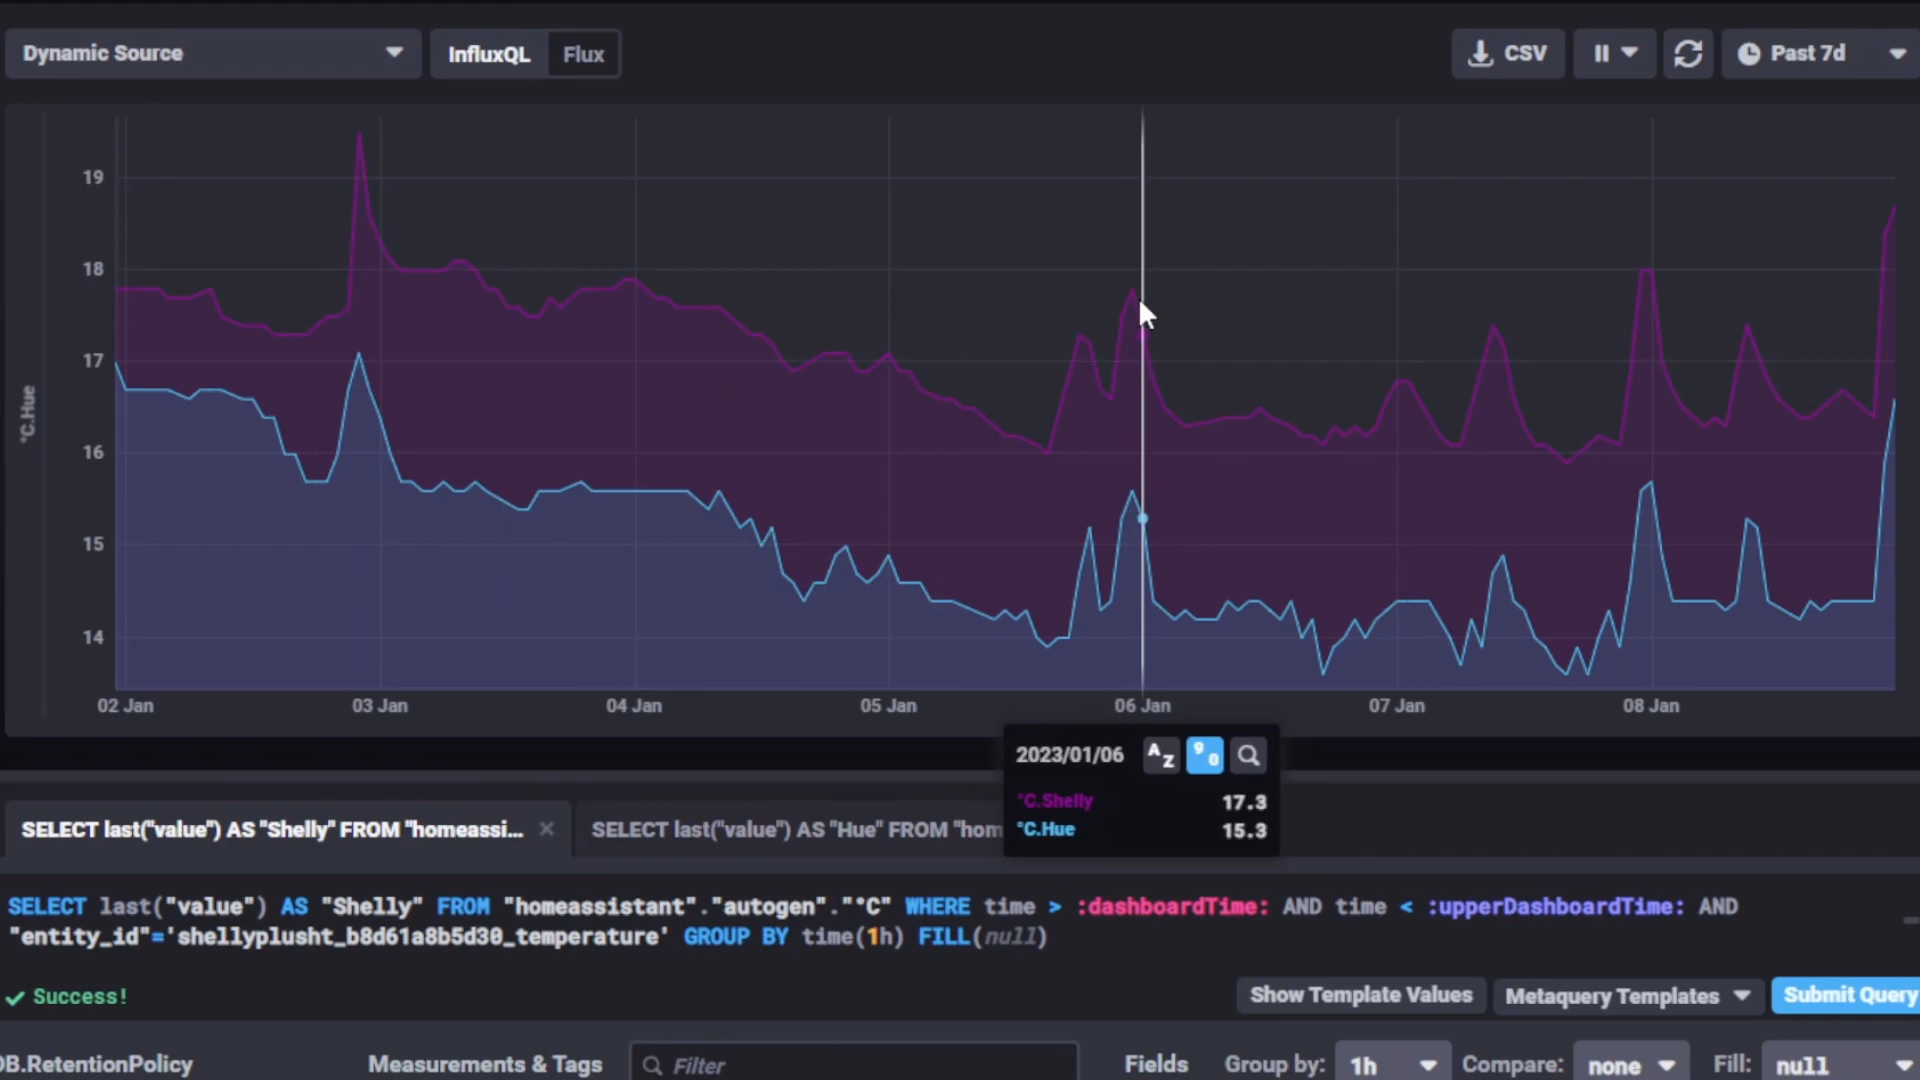 Dynamic Source InfluxQL Flux CSV Past 7d
19
18
17
16
15
14
°C.Hue
02 Jan 03 Jan 04 Jan 05 Jan 06 Jan 07 Jan 08 Jan
2023/01/06 A Z 9 0
°C.Shelly 17.3
°C.Hue 15.3
SELECT last("value") AS "Shelly" FROM "homeassi... × SELECT last("value") AS "Hue" FROM "hom
SELECT last("value") AS "Shelly" FROM "homeassistant"."autogen"."°C" WHERE time > :dashboardTime: AND time < :upperDashboardTime: AND
"entity_id"='shellyplusht_b8d61a8b5d30_temperature' GROUP BY time(1h) FILL(null)
Success!
Show Template Values Metaquery Templates Submit Query
DB.RetentionPolicy Measurements & Tags Filter Fields Group by: 1h Compare: none Fill: null